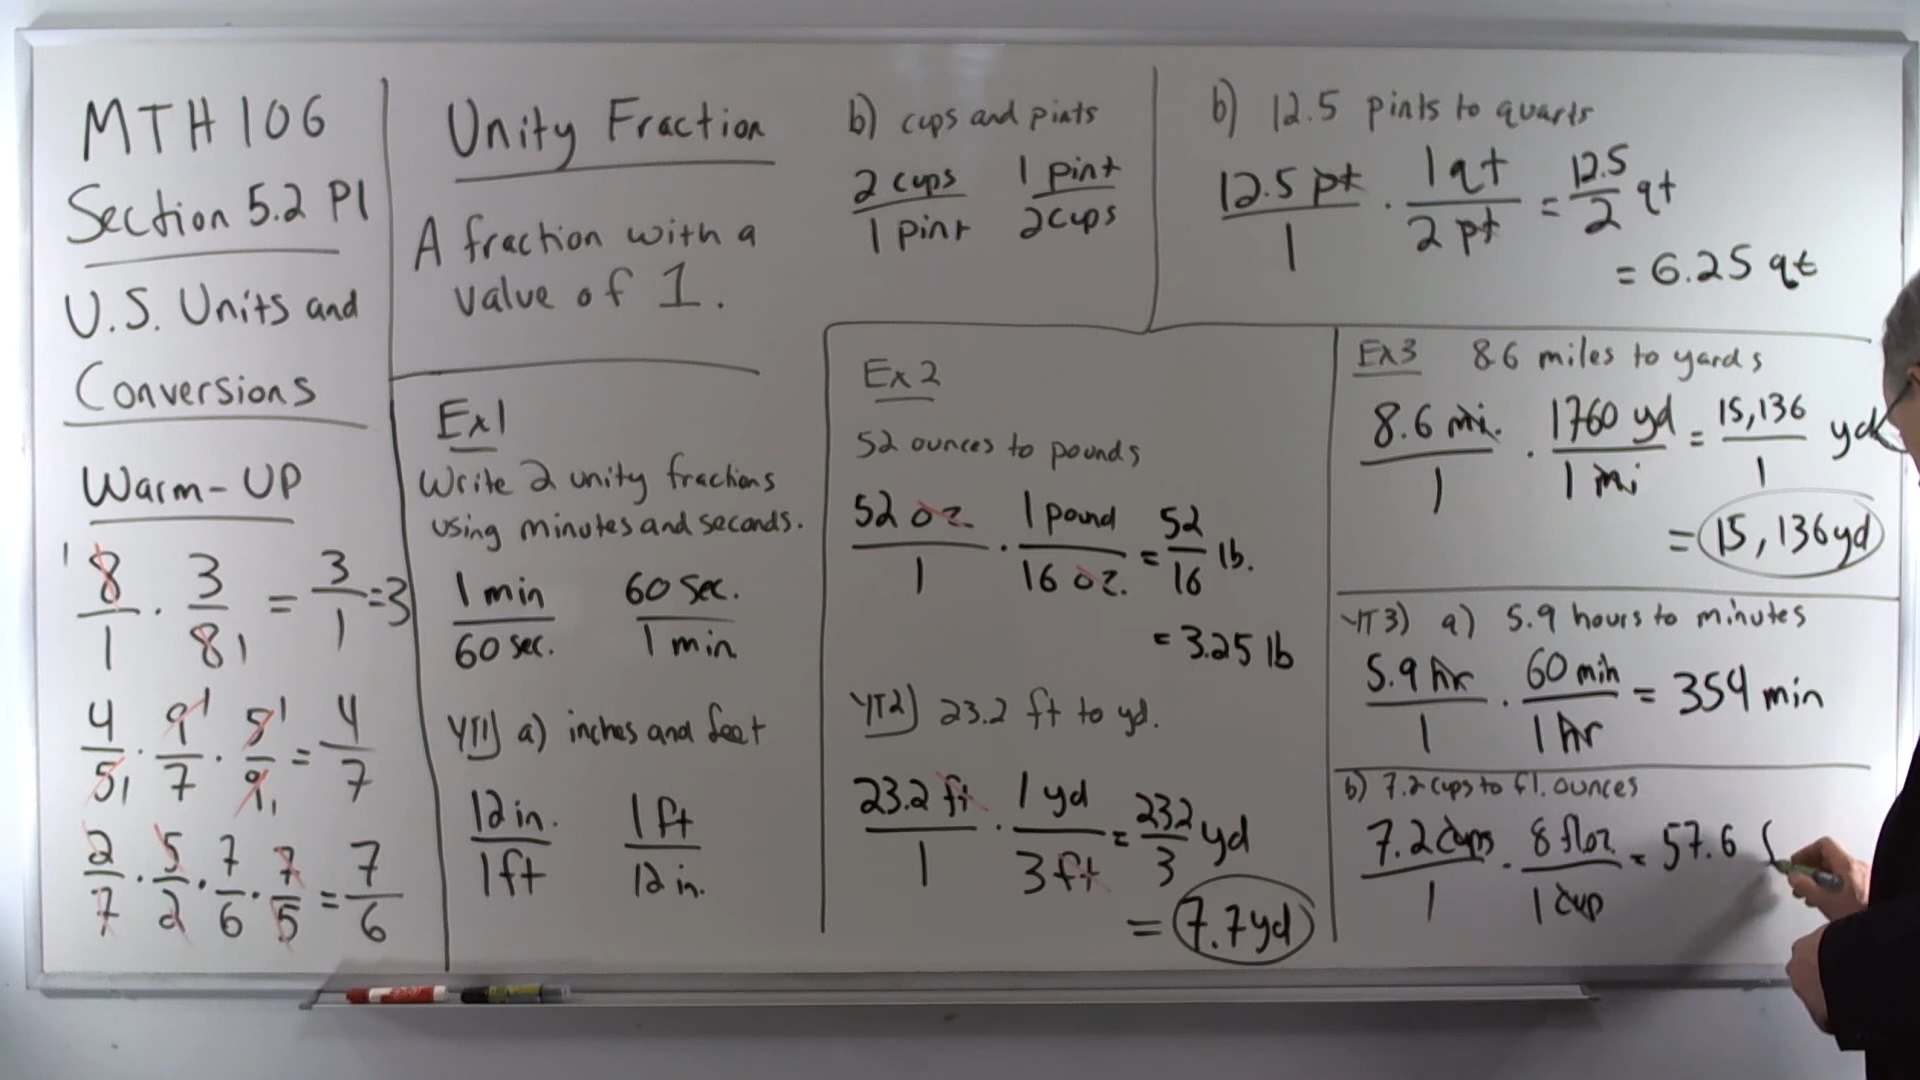 MTH 106
Section 5.2 P1
U.S. Units and
Conversions
Warm-UP
1 8/1 · 3/8 1 = 3/1 = 3
4/5 1 · 9 1/7 · 5 1/9 1 = 4/7
2/7 · 5/2 · 7/6 · 7/5 = 7/6
Unity Fraction
A fraction with a
value of 1.
Ex1
Write 2 unity fractions
using minutes and seconds.
1 min/60 sec. 60 sec./1 min
YT1) a) inches and feet
12 in./1 ft 1 ft/12 in.
b) cups and pints
2 cups/1 pint 1 pint/2 cups
Ex 2
52 ounces to pounds
52 oz./1 · 1 pound/16 oz. = 52/16 lb.
= 3.25 lb
YT2) 23.2 ft to yd.
23.2 ft/1 · 1 yd/3 ft = 23.2/3 yd
= 7.7 yd
b) 12.5 pints to quarts
12.5 pt/1 · 1 qt/2 pt = 12.5/2 qt
= 6.25 qt
Ex3 8.6 miles to yards
8.6 mi./1 · 1760 yd/1 mi = 15,136/1 yd
= 15,136 yd
YT3) a) 5.9 hours to minutes
5.9 hr/1 · 60 min/1 hr = 354 min
b) 7.2 cups to fl. ounces
7.2 cups/1 · 8 fl oz./1 cup = 57.6